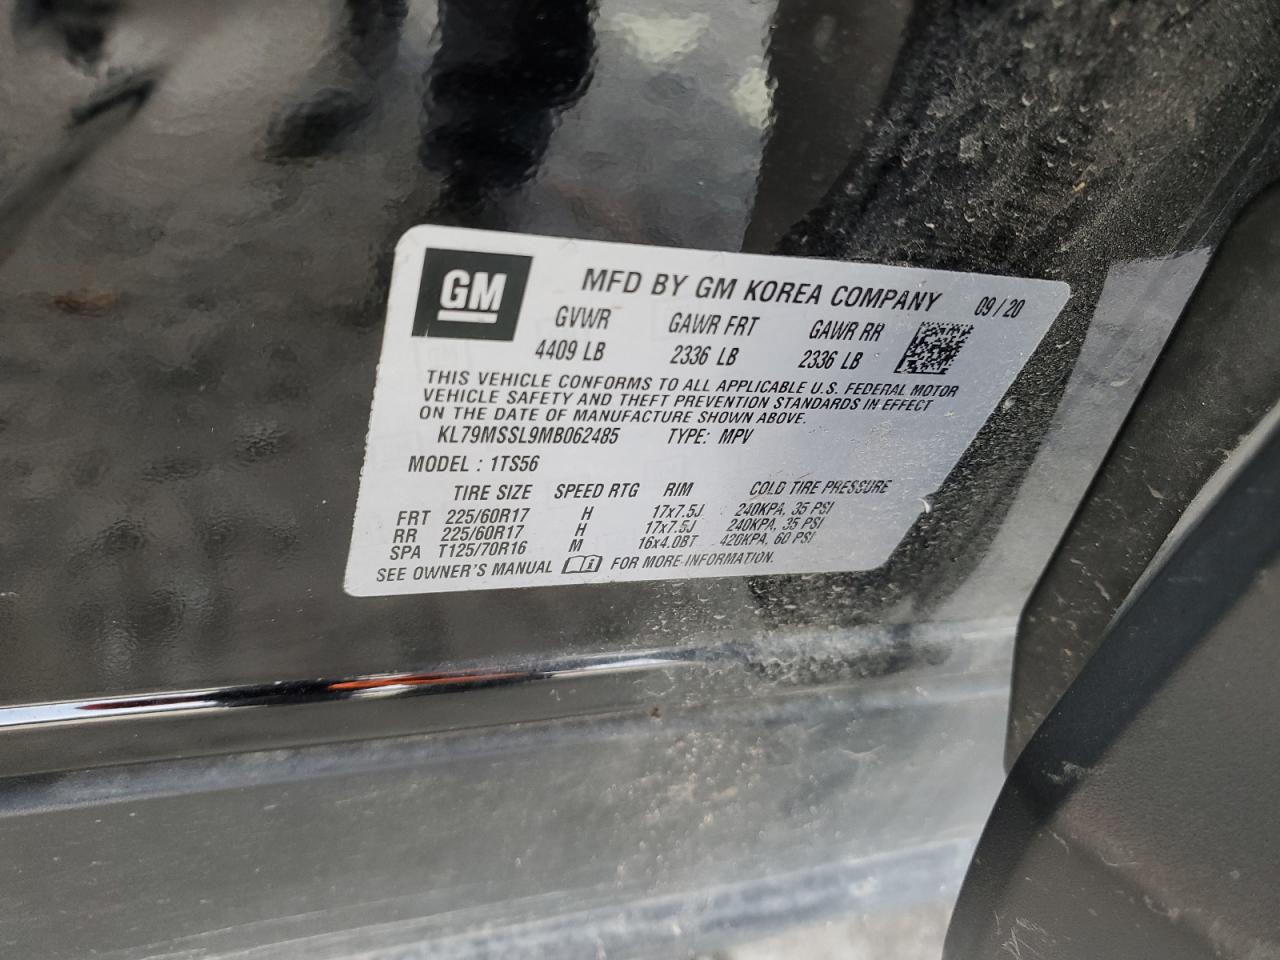 GM MFD BY GM KOREA COMPANY 09/20
GVWR GAWR FRT GAWR RR
4409 LB 2336 LB 2336 LB
THIS VEHICLE CONFORMS TO ALL APPLICABLE U.S. FEDERAL MOTOR
VEHICLE SAFETY AND THEFT PREVENTION STANDARDS IN EFFECT
ON THE DATE OF MANUFACTURE SHOWN ABOVE.
KL79MSSL9MB062485 TYPE: MPV
MODEL : 1TS56
TIRE SIZE SPEED RTG RIM COLD TIRE PRESSURE
FRT 225/60R17 H 17x7.5J 240KPA, 35 PSI
RR 225/60R17 H 17x7.5J 240KPA, 35 PSI
SPA T125/70R16 M 16x4.0BT 420KPA, 60 PSI
SEE OWNER'S MANUAL FOR MORE INFORMATION.